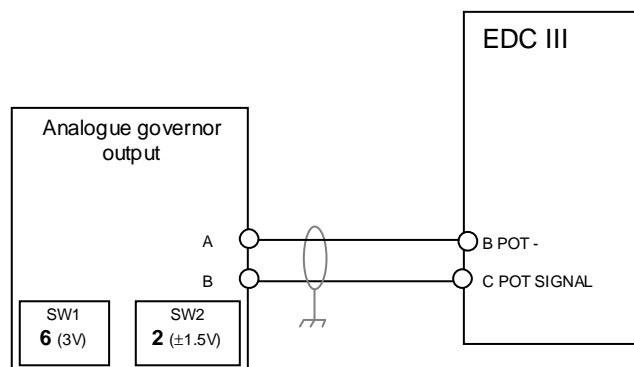 EDC III
Analogue governor
output
A
B POT -
B
C POT SIGNAL
SW1
6 (3V)
SW2
2 (±1.5V)